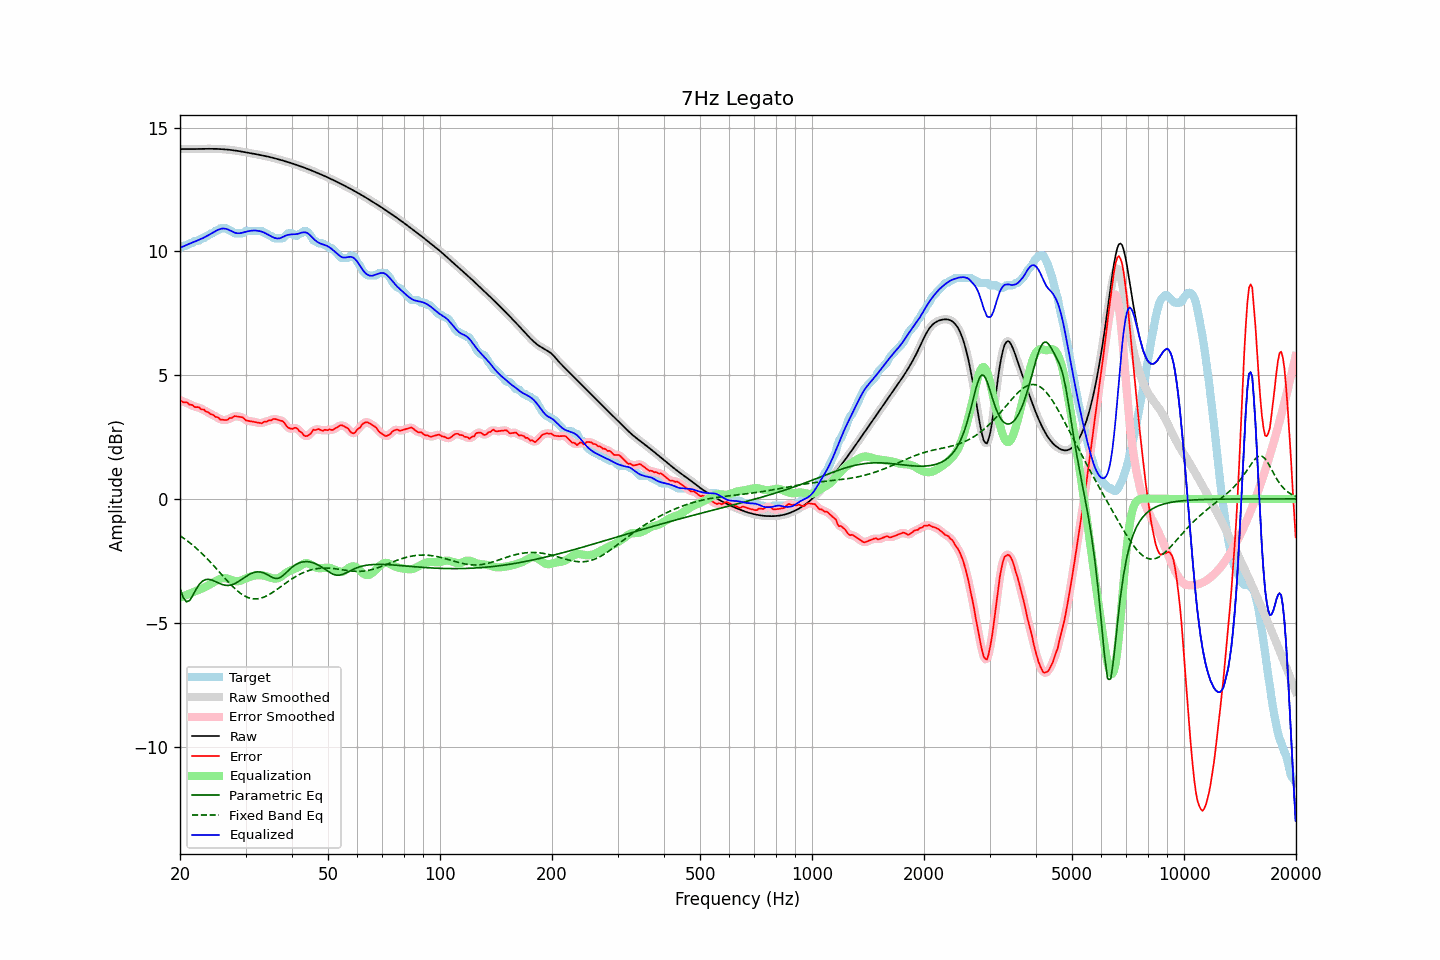 7Hz Legato
15
10
5
0
−5
−10
Amplitude (dBr)
Target
Raw Smoothed
Error Smoothed
Raw
Error
Equalization
Parametric Eq
Fixed Band Eq
Equalized
20 50 100 200 500 1000 2000 5000 10000 20000
Frequency (Hz)